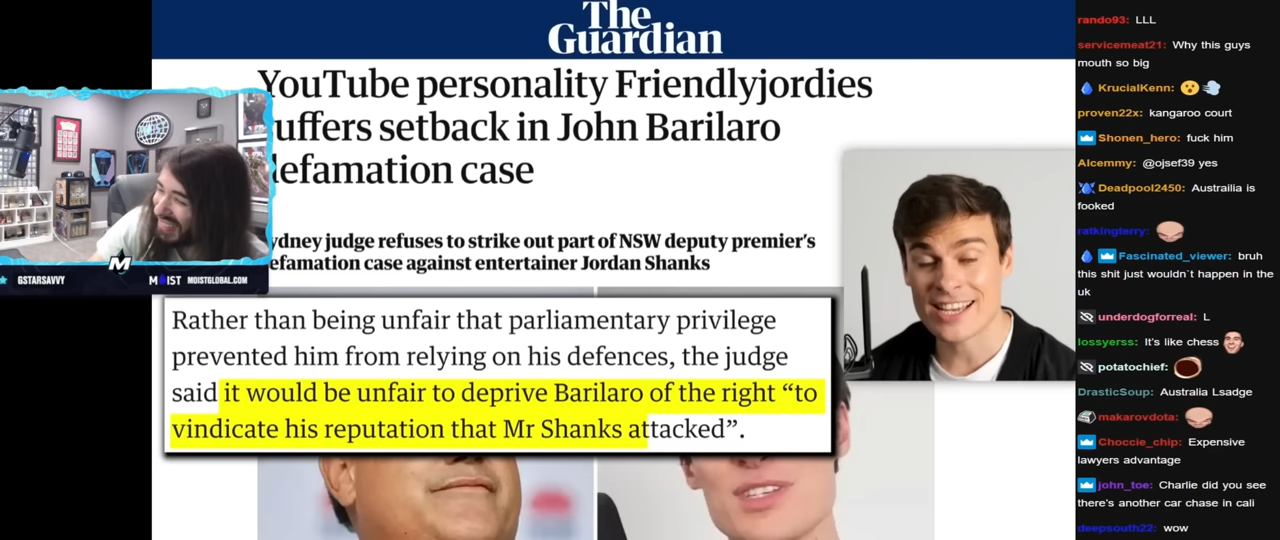 The
Guardian
YouTube personality Friendlyjordies
uffers setback in John Barilaro
efamation case
ydney judge refuses to strike out part of NSW deputy premier's
efamation case against entertainer Jordan Shanks
GSTARSAVVY
M
MOIST
MOISTGLOBAL.COM
Rather than being unfair that parliamentary privilege
prevented him from relying on his defences, the judge
said it would be unfair to deprive Barilaro of the right “to
vindicate his reputation that Mr Shanks attacked”.
rando93: LLL
servicemeat21: Why this guys
mouth so big
KrucialKenn:
proven22x: kangaroo court
Shonen_hero: fuck him
Alcemmy: @ojsef39 yes
Deadpool2450: Austrailia is
fooked
ratkingterry:
Fascinated_viewer: bruh
this shit just wouldn`t happen in the
uk
underdogforreal: L
lossyerss: It's like chess
potatochief:
DrasticSoup: Australia Lsadge
makarovdota:
Choccie_chip: Expensive
lawyers advantage
john_toe: Charlie did you see
there's another car chase in cali
deepsouth22: wow